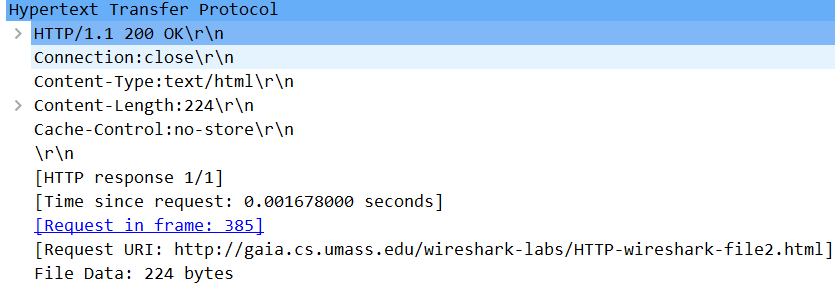 Hypertext Transfer Protocol
HTTP/1.1 200 OK\r\n
Connection:close\r\n
Content-Type:text/html\r\n
Content-Length:224\r\n
Cache-Control:no-store\r\n
\r\n
[HTTP response 1/1]
[Time since request: 0.001678000 seconds]
[Request in frame: 385]
[Request URI: http://gaia.cs.umass.edu/wireshark-labs/HTTP-wireshark-file2.html]
File Data: 224 bytes